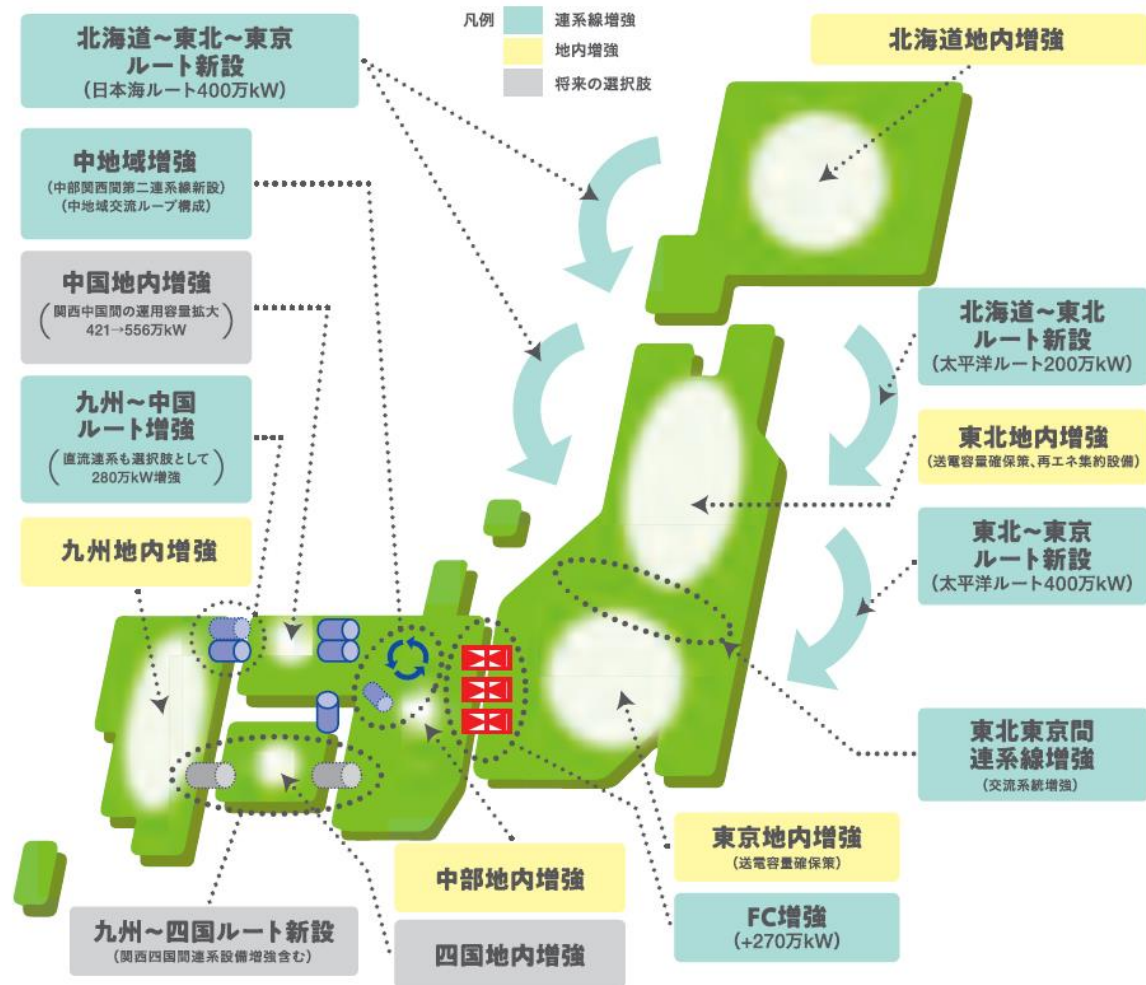 凡例
連系線増強
地内増強
将来の選択肢
北海道～東北～東京
ルート新設
(日本海ルート400万kW)
北海道地内増強
中地域増強
(中部関西間第二連系線新設)
(中地域交流ループ構成)
中国地内増強
(関西中国間の運用容量拡大
421→556万kW)
九州～中国
ルート増強
(直流連系も選択肢として
280万kW増強)
九州地内増強
北海道～東北
ルート新設
(太平洋ルート200万kW)
東北地内増強
(送電容量確保策、再エネ集約設備)
東北～東京
ルート新設
(太平洋ルート400万kW)
東北東京間
連系線増強
(交流系統増強)
東京地内増強
(送電容量確保策)
中部地内増強
FC増強
(+270万kW)
九州～四国ルート新設
(関西四国間連系設備増強含む)
四国地内増強